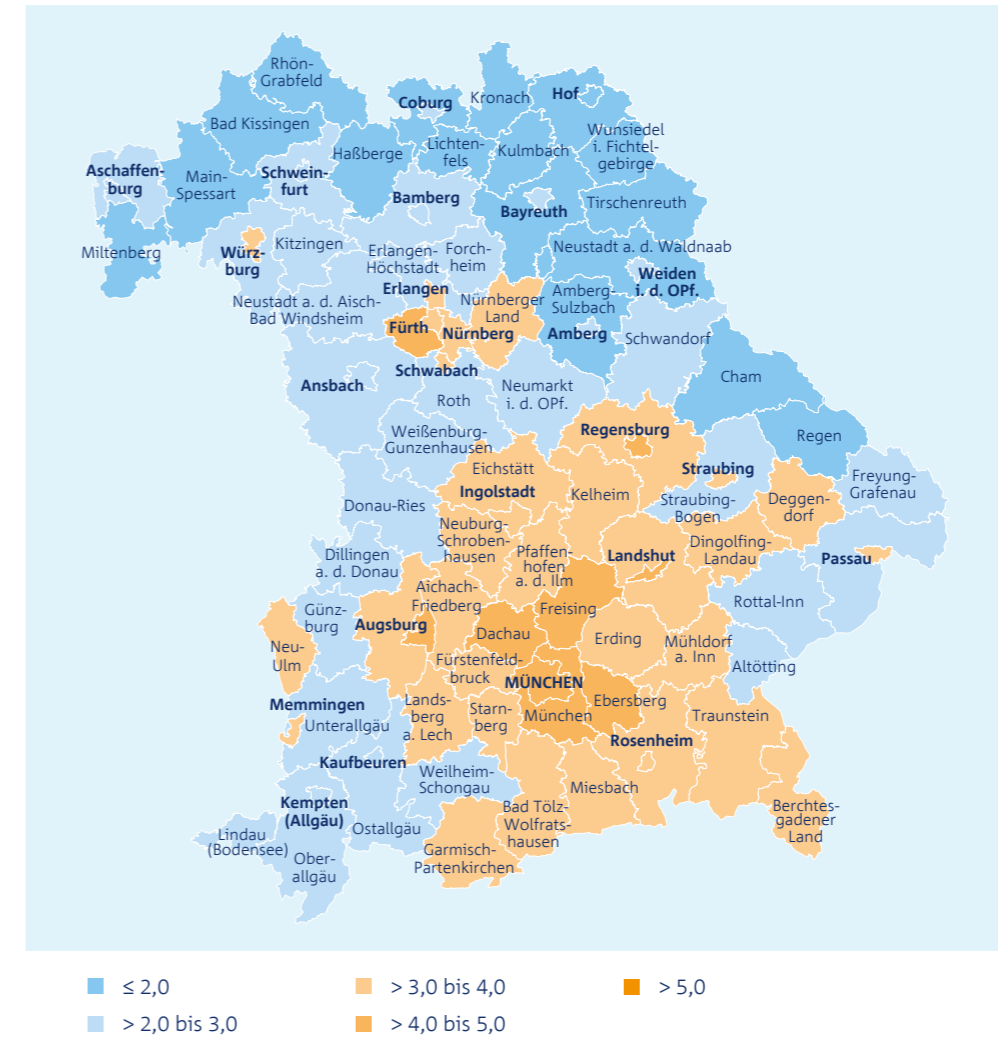 Rhön-
Grabfeld
Coburg
Kronach
Hof
Bad Kissingen
Wunsiedel
i. Fichtel-
gebirge
Haßberge
Lichten-
fels
Kulmbach
Aschaffen-
burg
Main-
Spessart
Schwein-
furt
Bamberg
Bayreuth
Tirschenreuth
Miltenberg
Würz-
burg
Kitzingen
Erlangen-
Höchstadt
Forch-
heim
Neustadt a. d. Waldnaab
Weiden
i. d. OPf.
Erlangen
Neustadt a. d. Aisch-
Bad Windsheim
Nürnberger
Land
Amberg-
Sulzbach
Fürth
Nürnberg
Amberg
Schwandorf
Ansbach
Schwabach
Roth
Neumarkt
i. d. OPf.
Cham
Weißenburg-
Gunzenhausen
Regensburg
Regen
Eichstätt
Ingolstadt
Kelheim
Straubing
Straubing-
Bogen
Deggen-
dorf
Freyung-
Grafenau
Donau-Ries
Neuburg-
Schroben-
hausen
Pfaffen-
hofen
a. d. Ilm
Landshut
Dingolfing-
Landau
Passau
Dillingen
a. d. Donau
Aichach-
Friedberg
Freising
Rottal-Inn
Günz-
burg
Augsburg
Dachau
Erding
Mühldorf
a. Inn
Altötting
Neu-
Ulm
Fürstenfeld-
bruck
MÜNCHEN
Ebersberg
Memmingen
Unterallgäu
Lands-
berg
a. Lech
Starn-
berg
München
Traunstein
Rosenheim
Kaufbeuren
Weilheim-
Schongau
Miesbach
Kempten
(Allgäu)
Ostallgäu
Bad Tölz-
Wolfrats-
hausen
Berchtes-
gadener
Land
Lindau
(Bodensee)
Ober-
allgäu
Garmisch-
Partenkirchen
≤ 2,0
> 2,0 bis 3,0
> 3,0 bis 4,0
> 4,0 bis 5,0
> 5,0